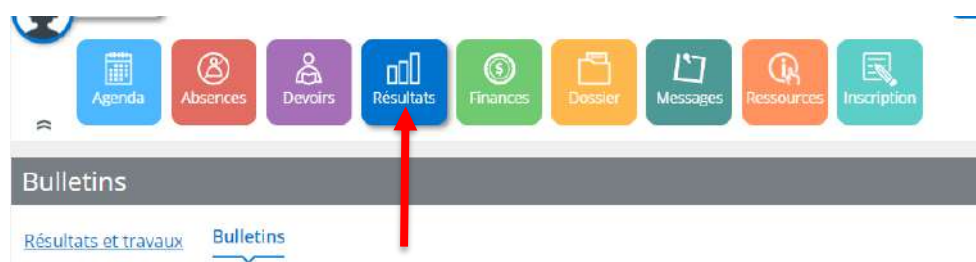 Agenda Absences Devoirs Résultats Finances Dossier Messages Ressources Inscription
Bulletins
Résultats et travaux Bulletins